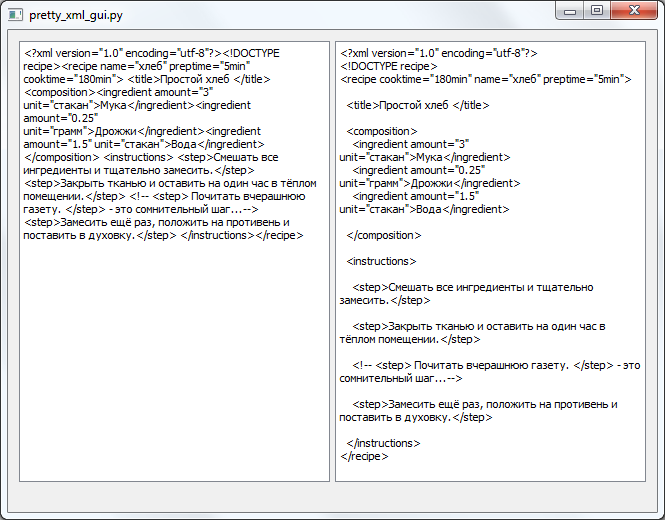 pretty_xml_gui.py
<?xml version="1.0" encoding="utf-8"?><!DOCTYPE
recipe><recipe name="хлеб" preptime="5min"
cooktime="180min"> <title>Простой хлеб </title>
<composition><ingredient amount="3"
unit="стакан">Мука</ingredient><ingredient
amount="0.25"
unit="грамм">Дрожжи</ingredient><ingredient
amount="1.5" unit="стакан">Вода</ingredient>
</composition> <instructions> <step>Смешать все
ингредиенты и тщательно замесить.</step>
<step>Закрыть тканью и оставить на один час в тёплом
помещении.</step> <!-- <step> Почитать вчерашнюю
газету. </step> - это сомнительный шаг...-->
<step>Замесить ещё раз, положить на противень и
поставить в духовку.</step> </instructions></recipe>
<?xml version="1.0" encoding="utf-8"?>
<!DOCTYPE recipe>
<recipe cooktime="180min" name="хлеб" preptime="5min">
<title>Простой хлеб </title>
<composition>
<ingredient amount="3"
unit="стакан">Мука</ingredient>
<ingredient amount="0.25"
unit="грамм">Дрожжи</ingredient>
<ingredient amount="1.5"
unit="стакан">Вода</ingredient>
</composition>
<instructions>
<step>Смешать все ингредиенты и тщательно
замесить.</step>
<step>Закрыть тканью и оставить на один час в
тёплом помещении.</step>
<!-- <step> Почитать вчерашнюю газету. </step> - это
сомнительный шаг...-->
<step>Замесить ещё раз, положить на противень и
поставить в духовку.</step>
</instructions>
</recipe>